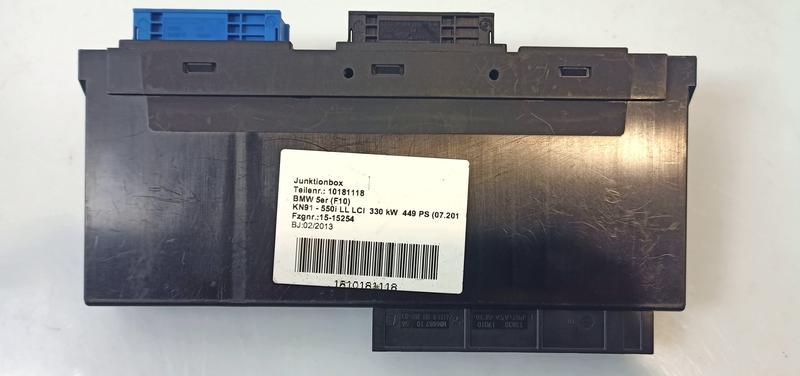 Junktionbox
Teilenr.: 10181118
BMW 5er (F10)
KN91 - 550i LL LCI 330 kW 449 PS (07.201
Fzgnr.:15-15254
BJ:02/2013
1810181118